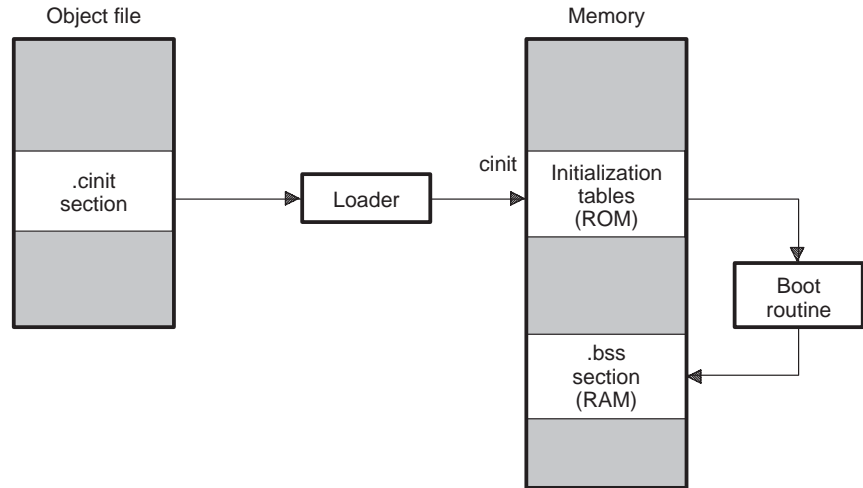 Object file
Memory
.cinit
section
Loader
cinit
Initialization
tables
(ROM)
Boot
routine
.bss
section
(RAM)